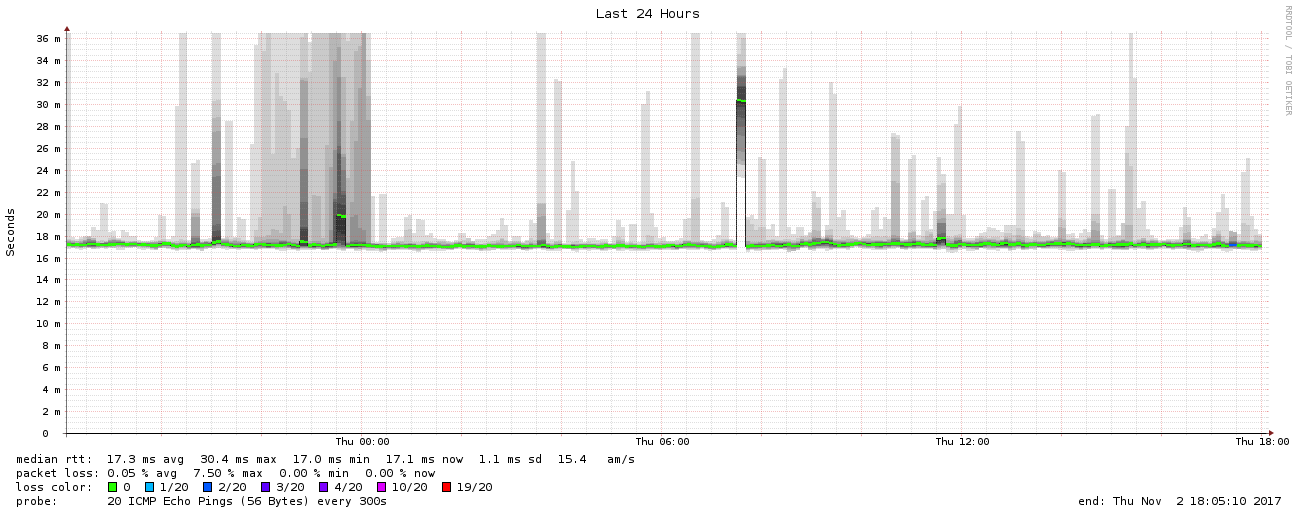 Last 24 Hours
RRDTOOL / TOBI OETIKER
Seconds
36 m
34 m
32 m
30 m
28 m
26 m
24 m
22 m
20 m
18 m
16 m
14 m
12 m
10 m
8 m
6 m
4 m
2 m
0
Thu 00:00 Thu 06:00 Thu 12:00 Thu 18:00
median rtt: 17.3 ms avg 30.4 ms max 17.0 ms min 17.1 ms now 1.1 ms sd 15.4 am/s
packet loss: 0.05 % avg 7.50 % max 0.00 % min 0.00 % now
loss color: 0 1/20 2/20 3/20 4/20 10/20 19/20
probe: 20 ICMP Echo Pings (56 Bytes) every 300s end: Thu Nov 2 18:05:10 2017